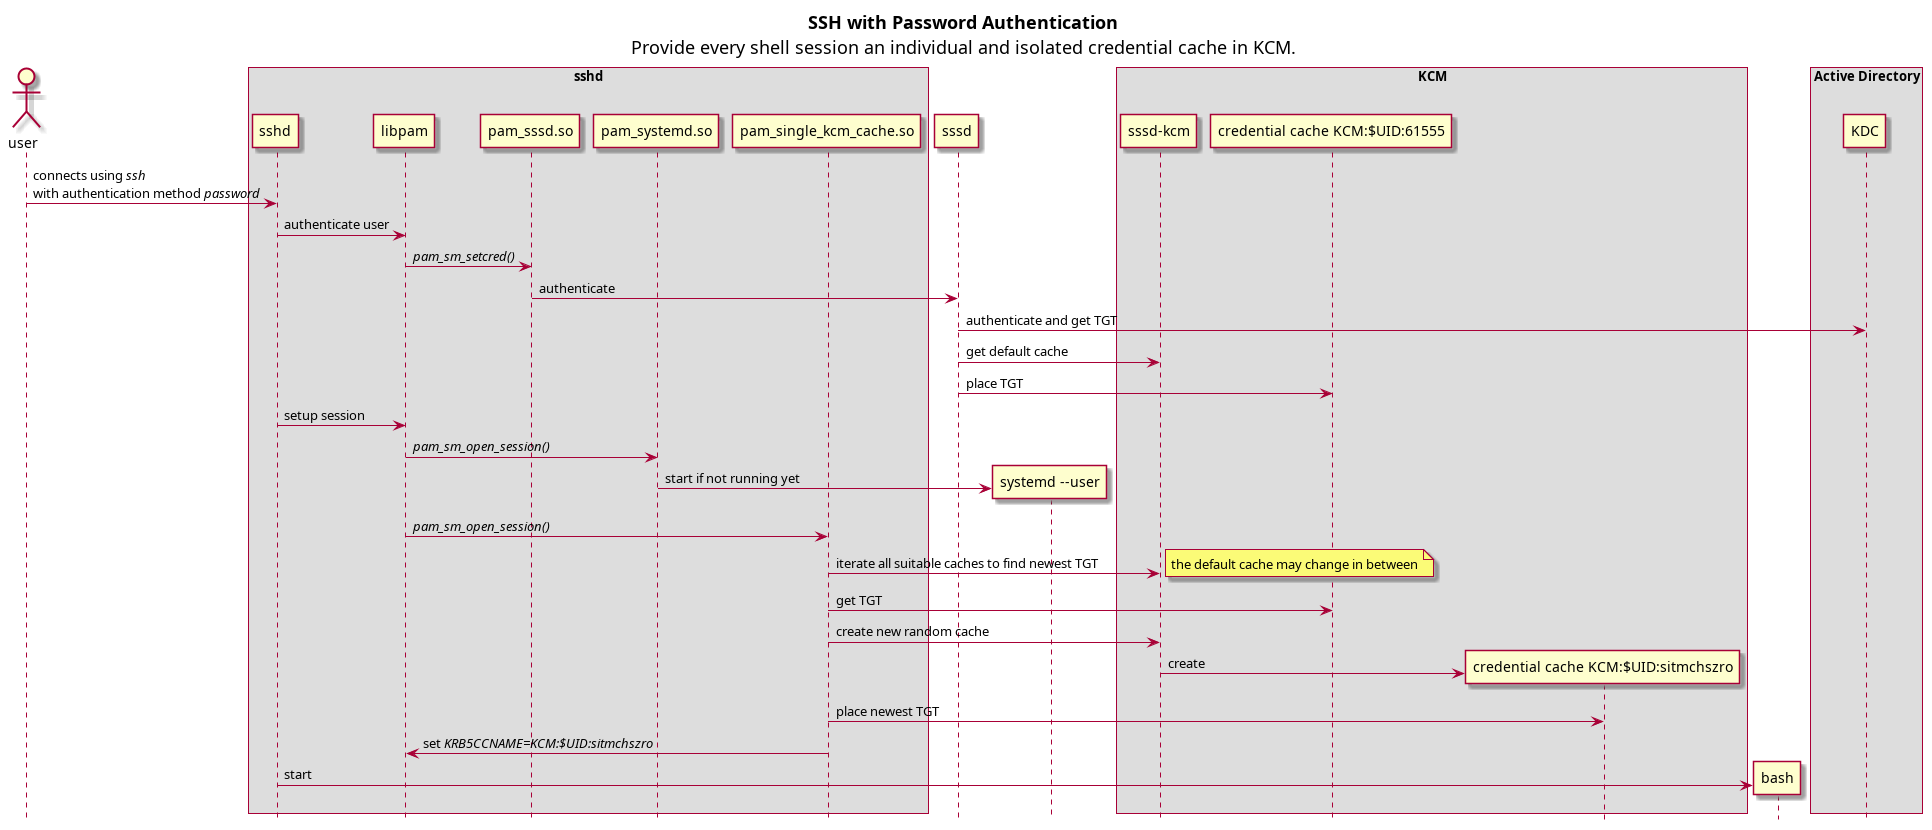 SSH with Password Authentication
Provide every shell session an individual and isolated credential cache in KCM.
sshd
KCM
Active Directory
user
sshd
libpam
pam_sssd.so
pam_systemd.so
pam_single_kcm_cache.so
sssd
sssd-kcm
credential cache KCM:$UID:61555
KDC
connects using ssh
with authentication method password
authenticate user
pam_sm_setcred()
authenticate
authenticate and get TGT
get default cache
place TGT
setup session
pam_sm_open_session()
start if not running yet
systemd --user
pam_sm_open_session()
iterate all suitable caches to find newest TGT
the default cache may change in between
get TGT
create new random cache
create
credential cache KCM:$UID:sitmchszro
place newest TGT
set KRB5CCNAME=KCM:$UID:sitmchszro
start
bash